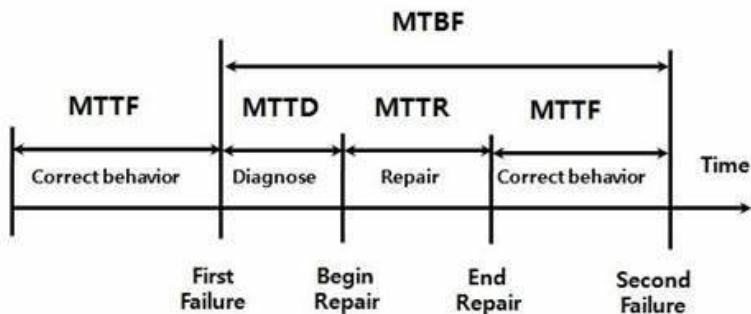 MTBF
MTTF MTTD MTTR MTTF
Correct behavior Diagnose Repair Correct behavior Time
First Begin End Second
Failure Repair Repair Failure